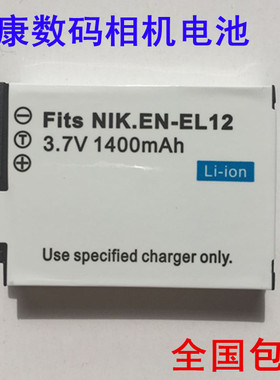 康数码相机电池
Fits NIK.EN-EL12
3.7V 1400mAh
Li-ion
+
T
−
Use specified charger only.
全国包